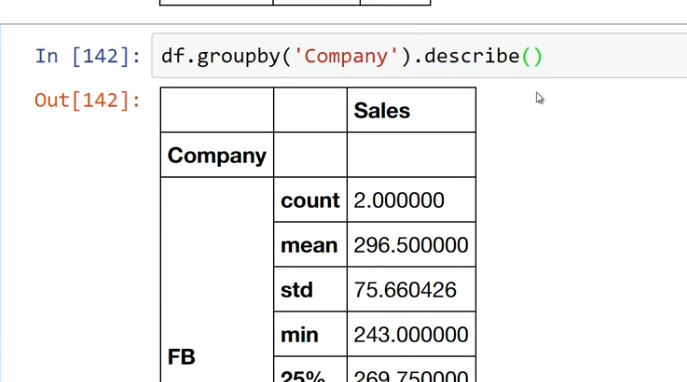 In [142]: df.groupby('Company').describe()
Out[142]:
Sales
Company
count 2.000000
mean 296.500000
std 75.660426
min 243.000000
FB
25% 269.750000